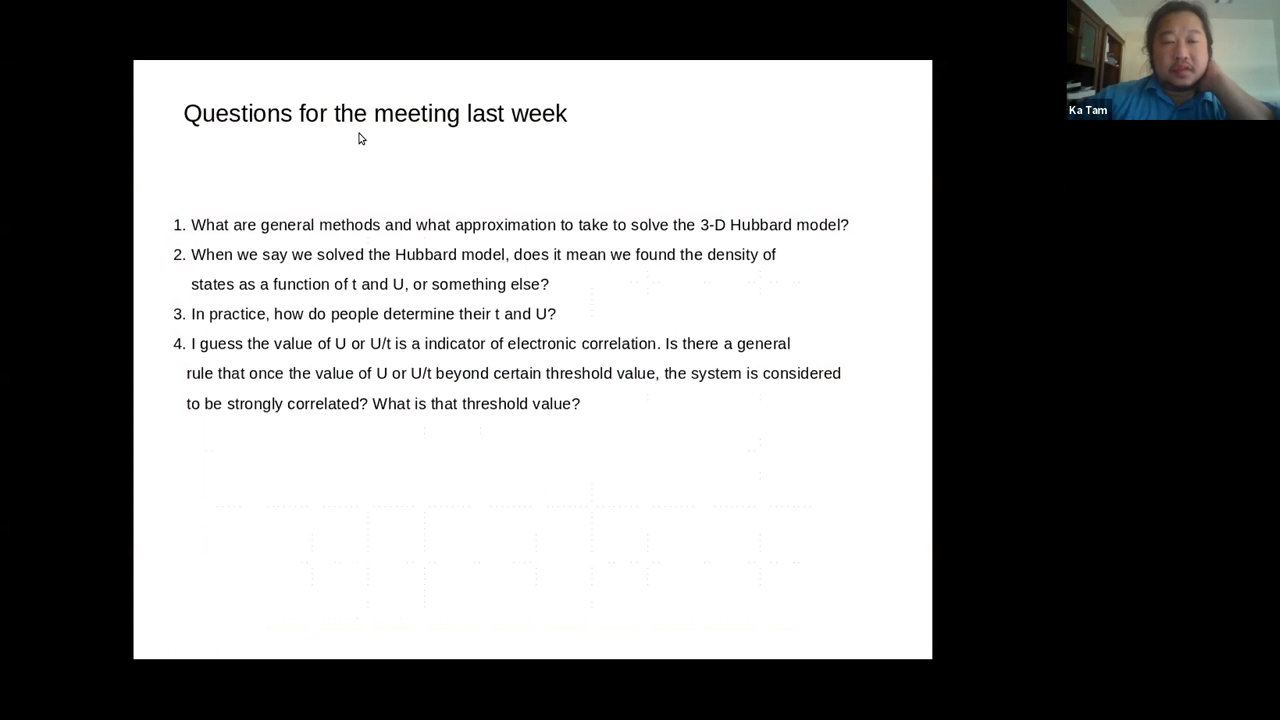 Questions for the meeting last week
1. What are general methods and what approximation to take to solve the 3-D Hubbard model?
2. When we say we solved the Hubbard model, does it mean we found the density of
states as a function of t and U, or something else?
3. In practice, how do people determine their t and U?
4. I guess the value of U or U/t is a indicator of electronic correlation. Is there a general
rule that once the value of U or U/t beyond certain threshold value, the system is considered
to be strongly correlated? What is that threshold value?
Ka Tam